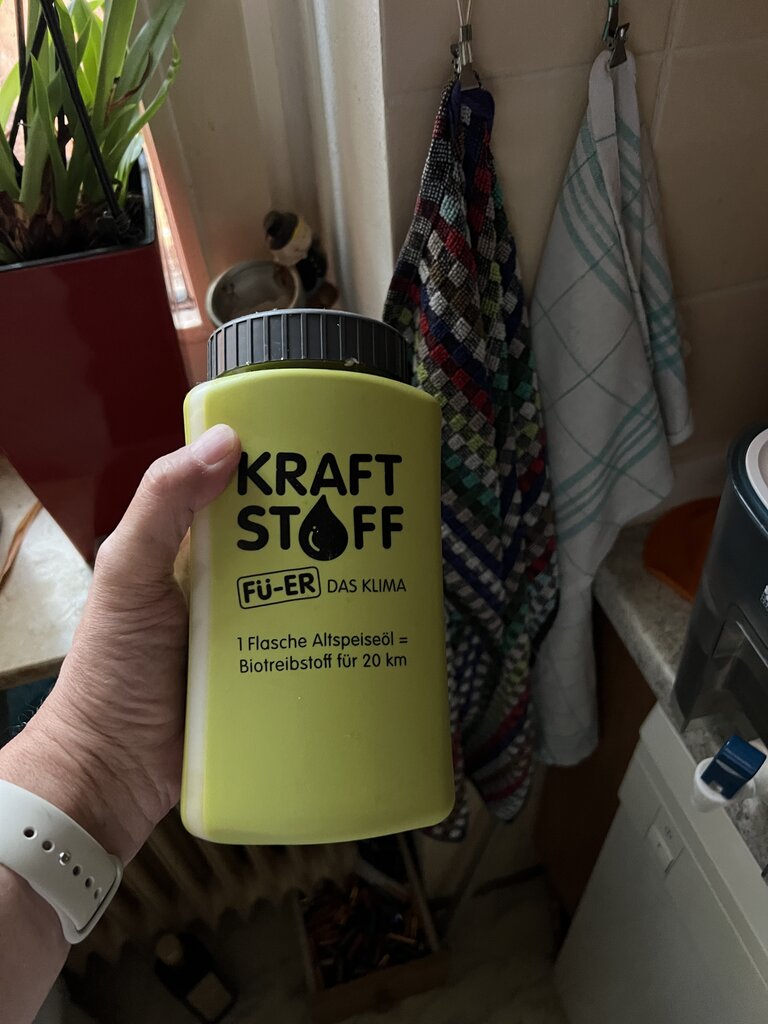 KRAFT
STOFF
FÜ-ER DAS KLIMA
1 Flasche Altspeiseöl =
Biotreibstoff für 20 km